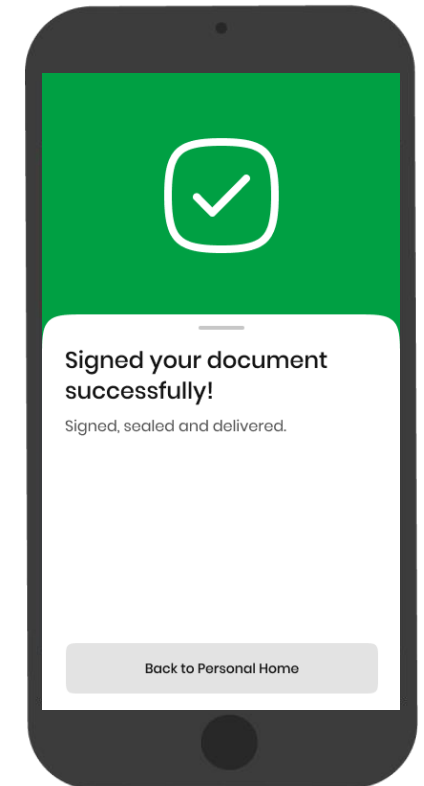 Signed your document
successfully!
Signed, sealed and delivered.
Back to Personal Home